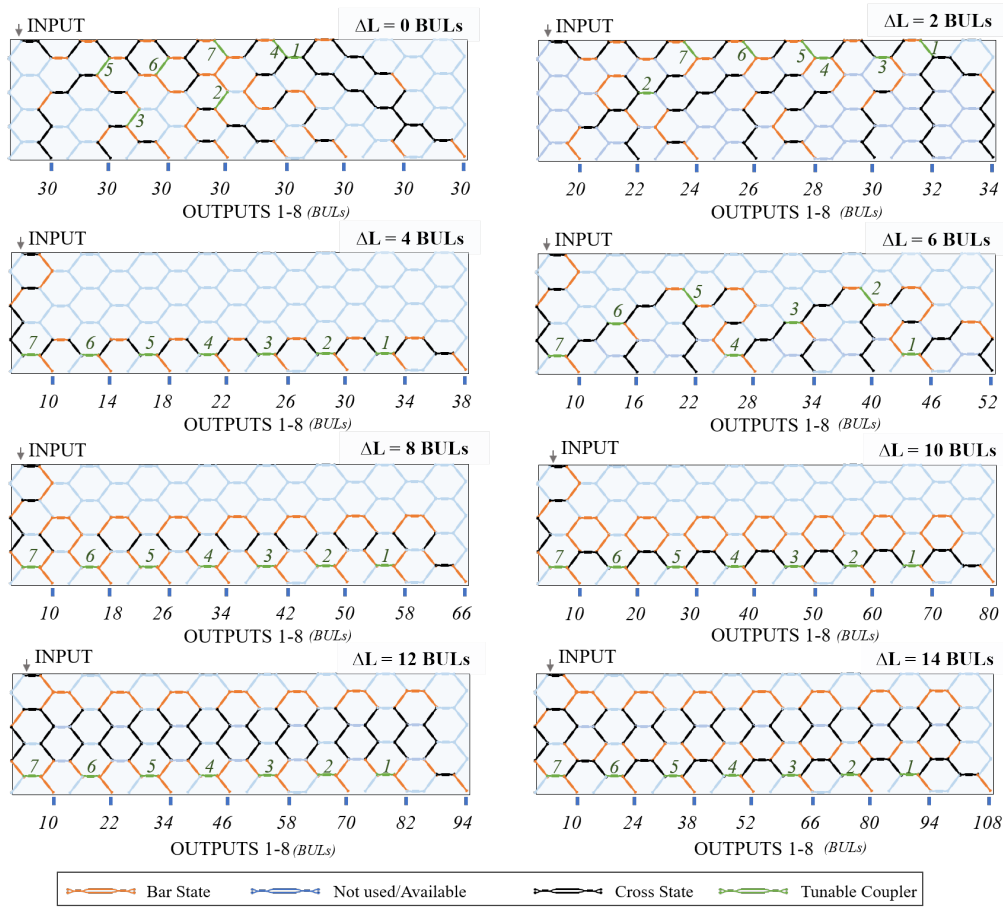 INPUT
ΔL = 0 BULs
7 4 1
5 6
2
3
30 30 30 30 30 30 30 30
OUTPUTS 1-8 (BULs)
ΔL = 2 BULs
INPUT
7 6 5 4 3 1
2
20 22 24 26 28 30 32 34
OUTPUTS 1-8 (BULs)
INPUT
ΔL = 4 BULs
7 6 5 4 3 2 1
10 14 18 22 26 30 34 38
OUTPUTS 1-8 (BULs)
INPUT
ΔL = 6 BULs
5 2
6 3
7 4 1
10 16 22 28 34 40 46 52
OUTPUTS 1-8 (BULs)
INPUT
ΔL = 8 BULs
7 6 5 4 3 2 1
10 18 26 34 42 50 58 66
OUTPUTS 1-8 (BULs)
INPUT
ΔL = 10 BULs
7 6 5 4 3 2 1
10 20 30 40 50 60 70 80
OUTPUTS 1-8 (BULs)
INPUT
ΔL = 12 BULs
7 6 5 4 3 2 1
10 22 34 46 58 70 82 94
OUTPUTS 1-8 (BULs)
INPUT
ΔL = 14 BULs
7 6 5 4 3 2 1
10 24 38 52 66 80 94 108
OUTPUTS 1-8 (BULs)
Bar State Not used/Available Cross State Tunable Coupler